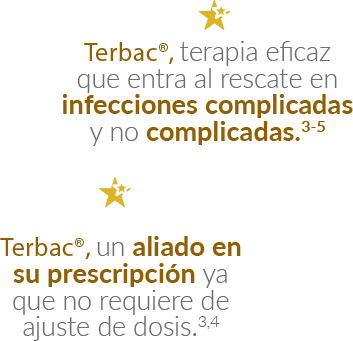 Terbac®, terapia eficaz
que entra al rescate en
infecciones complicadas
y no complicadas.3-5
Terbac®, un aliado en
su prescripción ya
que no requiere de
ajuste de dosis.3,4